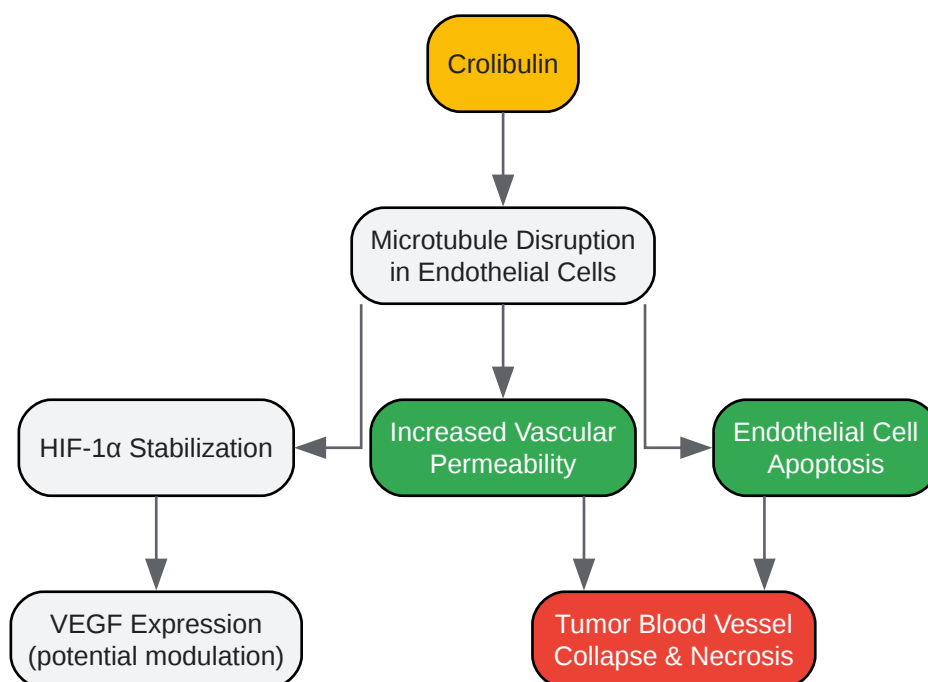 Crolibulin
Microtubule Disruption
in Endothelial Cells
HIF-1α Stabilization
Increased Vascular
Permeability
Endothelial Cell
Apoptosis
VEGF Expression
(potential modulation)
Tumor Blood Vessel
Collapse & Necrosis